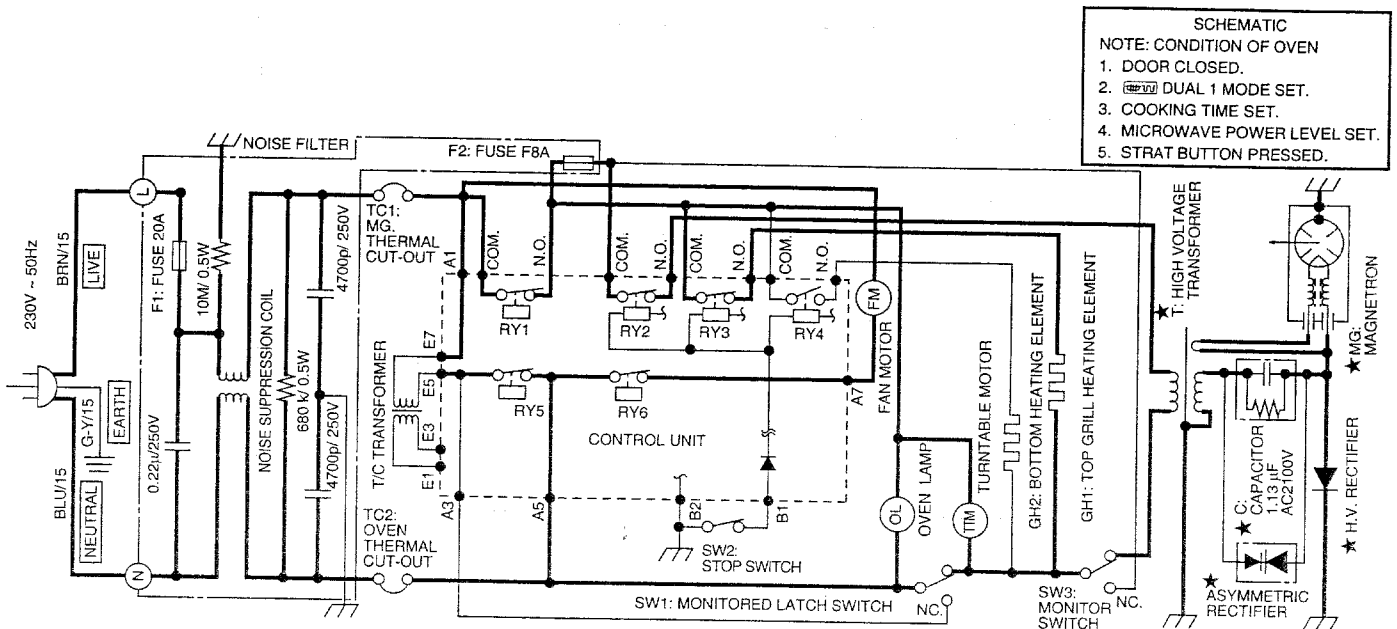 SCHEMATIC
NOTE: CONDITION OF OVEN
1. DOOR CLOSED.
2. DUAL 1 MODE SET.
3. COOKING TIME SET.
4. MICROWAVE POWER LEVEL SET.
5. STRAT BUTTON PRESSED.
230V ~ 50Hz
BRN/15
LIVE
L
BLU/15
NEUTRAL
N
G-Y/15
EARTH
F1: FUSE 20A
0.22μ/250V
10M/ 0.5W
NOISE FILTER
NOISE SUPPRESSION COIL
680 k/ 0.5W
4700p/ 250V
4700p/ 250V
TC1:
MG.
THERMAL
CUT-OUT
TC2:
OVEN
THERMAL
CUT-OUT
F2: FUSE F8A
T/C TRANSFORMER
A1
E7
E5
E3
E1
A3
A5
A7
B2
B1
COM.
N.O.
COM.
N.O.
COM.
N.O.
COM.
N.O.
RY1
RY2
RY3
RY4
RY5
RY6
CONTROL UNIT
SW2:
STOP SWITCH
FM
FAN MOTOR
OL
OVEN LAMP
TTM
TURNTABLE MOTOR
GH2: BOTTOM HEATING ELEMENT
GH1: TOP GRILL HEATING ELEMENT
SW1: MONITORED LATCH SWITCH
NC.
SW3:
MONITOR
SWITCH
NC.
T: HIGH VOLTAGE
TRANSFORMER
MG:
MAGNETRON
C:
CAPACITOR
1.13 μF
AC2100V
H.V. RECTIFIER
ASYMMETRIC
RECTIFIER